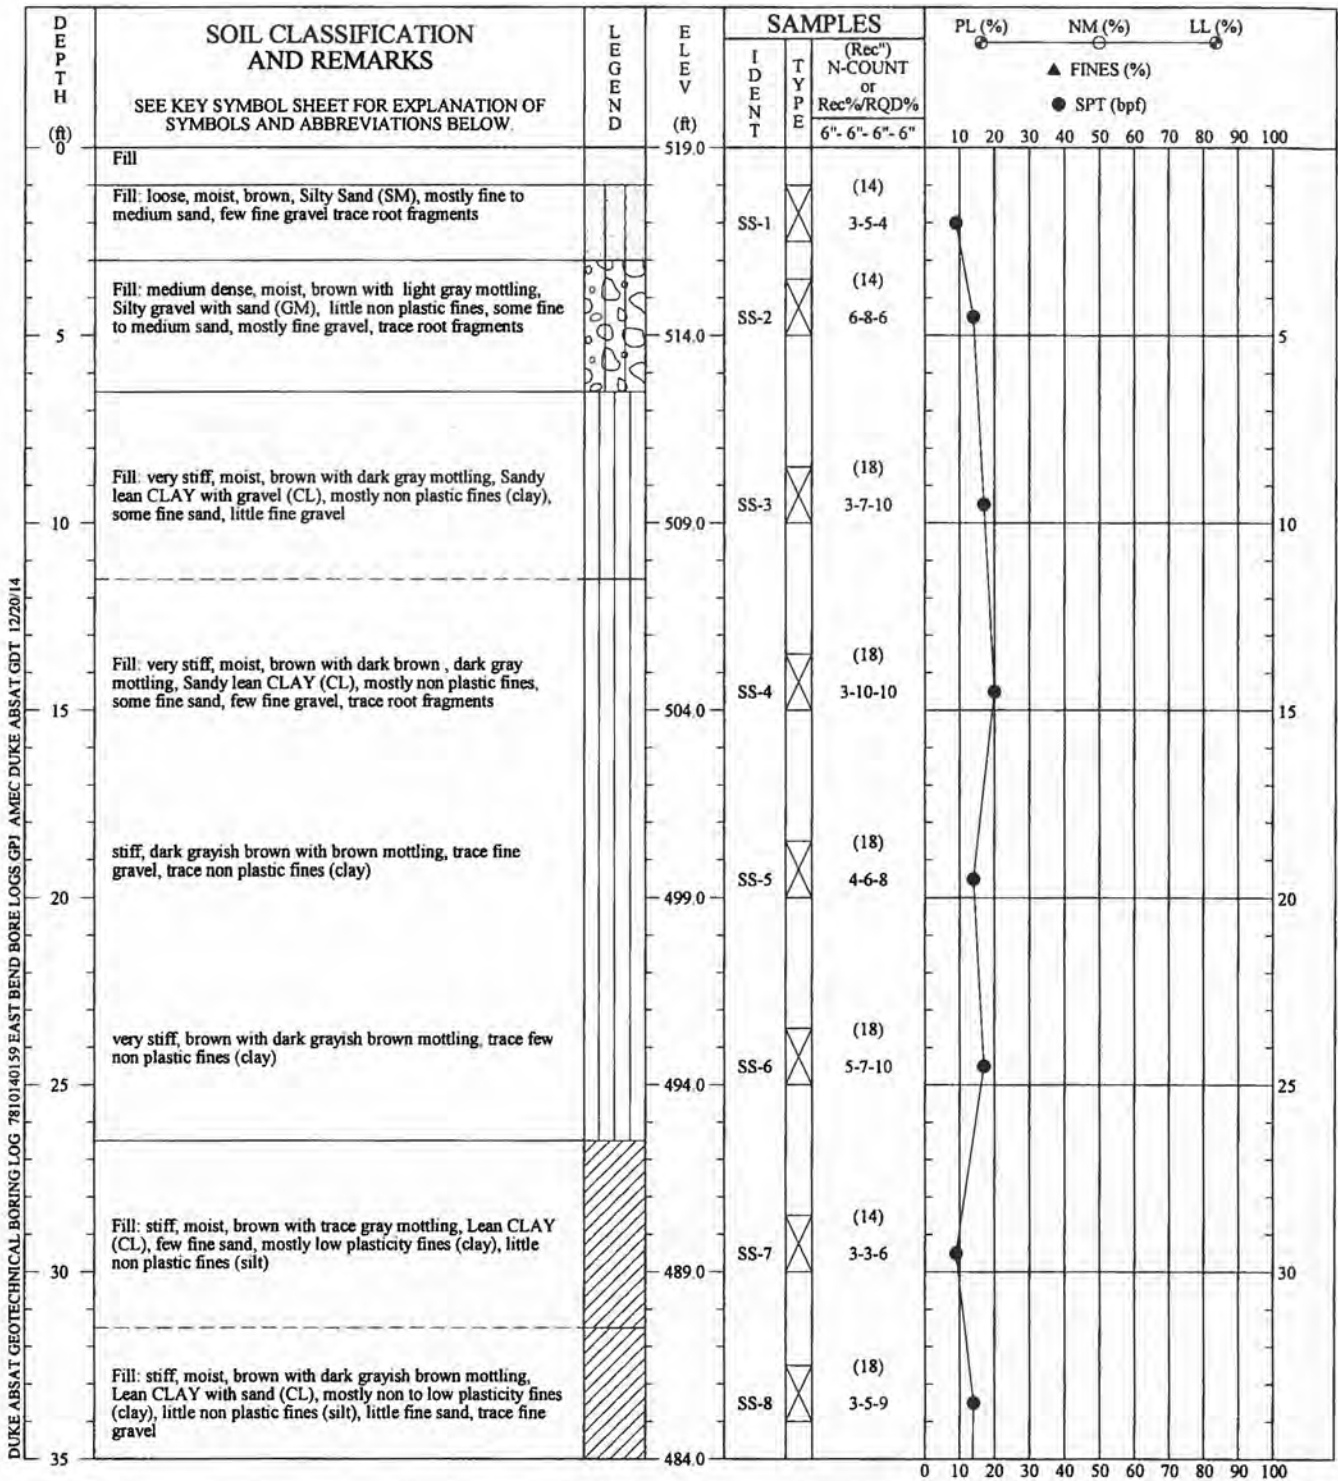 DEPTH
(ft)
SOIL CLASSIFICATION
AND REMARKS
SEE KEY SYMBOL SHEET FOR EXPLANATION OF
SYMBOLS AND ABBREVIATIONS BELOW.
LEGEND
ELEV
(ft)
SAMPLES
IDENT
TYPE
(Rec")
N-COUNT
or
Rec%/RQD%
6"- 6"- 6"- 6"
PL (%) NM (%) LL (%)
▲ FINES (%)
● SPT (bpf)
10 20 30 40 50 60 70 80 90 100
0
Fill
519.0
Fill: loose, moist, brown, Silty Sand (SM), mostly fine to
medium sand, few fine gravel trace root fragments
SS-1
(14)
3-5-4
Fill: medium dense, moist, brown with light gray mottling,
Silty gravel with sand (GM), little non plastic fines, some fine
to medium sand, mostly fine gravel, trace root fragments
SS-2
(14)
6-8-6
5
514.0
5
Fill: very stiff, moist, brown with dark gray mottling, Sandy
lean CLAY with gravel (CL), mostly non plastic fines (clay),
some fine sand, little fine gravel
SS-3
(18)
3-7-10
10
509.0
10
Fill: very stiff, moist, brown with dark brown , dark gray
mottling, Sandy lean CLAY (CL), mostly non plastic fines,
some fine sand, few fine gravel, trace root fragments
SS-4
(18)
3-10-10
15
504.0
15
stiff, dark grayish brown with brown mottling, trace fine
gravel, trace non plastic fines (clay)
SS-5
(18)
4-6-8
20
499.0
20
very stiff, brown with dark grayish brown mottling, trace few
non plastic fines (clay)
SS-6
(18)
5-7-10
25
494.0
25
Fill: stiff, moist, brown with trace gray mottling, Lean CLAY
(CL), few fine sand, mostly low plasticity fines (clay), little
non plastic fines (silt)
SS-7
(14)
3-3-6
30
489.0
30
Fill: stiff, moist, brown with dark grayish brown mottling,
Lean CLAY with sand (CL), mostly non to low plasticity fines
(clay), little non plastic fines (silt), little fine sand, trace fine
gravel
SS-8
(18)
3-5-9
35
484.0
0 10 20 30 40 50 60 70 80 90 100
DUKE ABSAT GEOTECHNICAL BORING LOG 7810140159 EAST BEND BORE LOGS.GPJ AMEC DUKE ABSAT GDT 12/20/14